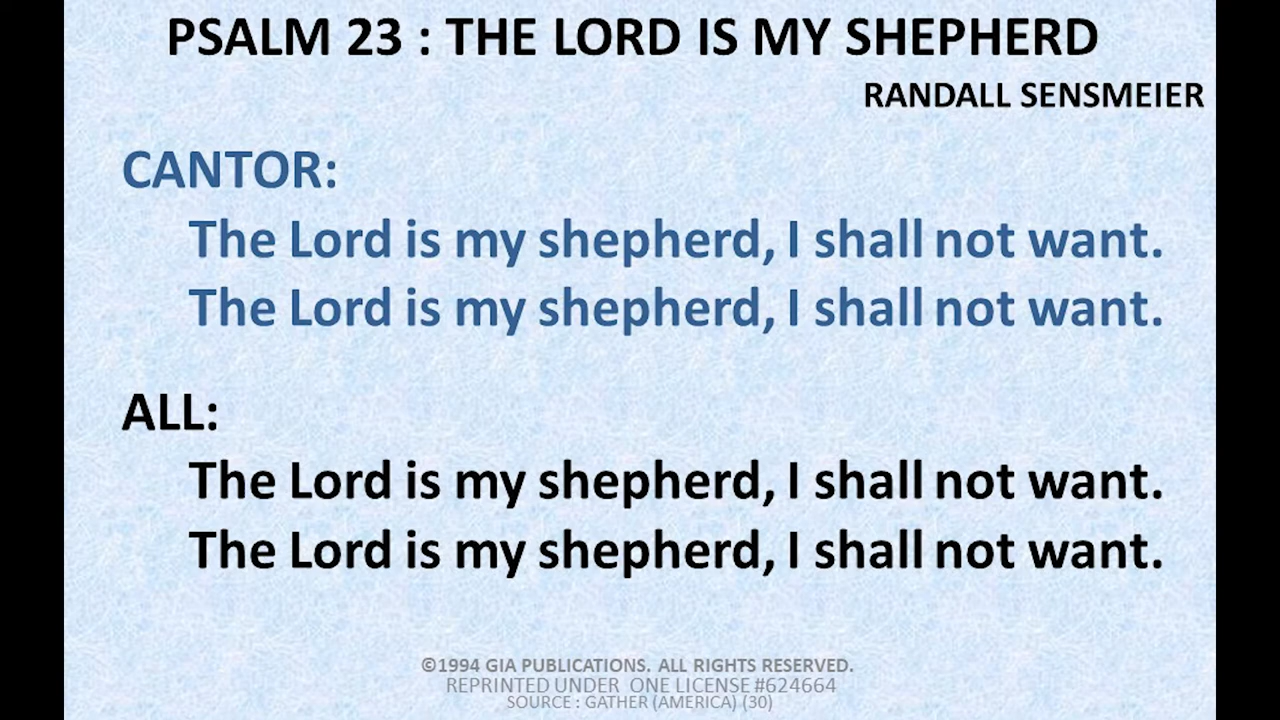 PSALM 23 : THE LORD IS MY SHEPHERD
RANDALL SENSMEIER
CANTOR:
The Lord is my shepherd, I shall not want.
The Lord is my shepherd, I shall not want.
ALL:
The Lord is my shepherd, I shall not want.
The Lord is my shepherd, I shall not want.
©1994 GIA PUBLICATIONS. ALL RIGHTS RESERVED.
REPRINTED UNDER ONE LICENSE #624664
SOURCE : GATHER (AMERICA) (30)